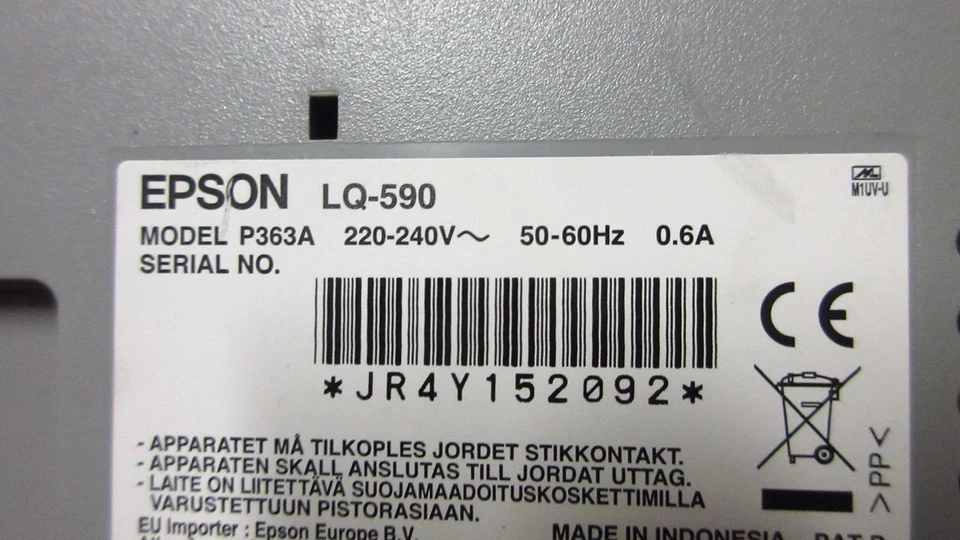 EPSON LQ-590
M1UV-U
MODEL P363A 220-240V～ 50-60Hz 0.6A
SERIAL NO.
*JR4Y152092*
CE
- APPARATET MÅ TILKOPLES JORDET STIKKONTAKT.
- APPARATEN SKALL ANSLUTAS TILL JORDAT UTTAG.
- LAITE ON LIITETTÄVÄ SUOJAMAADOITUSKOSKETTIMILLA
VARUSTETTUUN PISTORASIAAN.
>PP<
EU Importer : Epson Europe B.V.
MADE IN INDONESIA